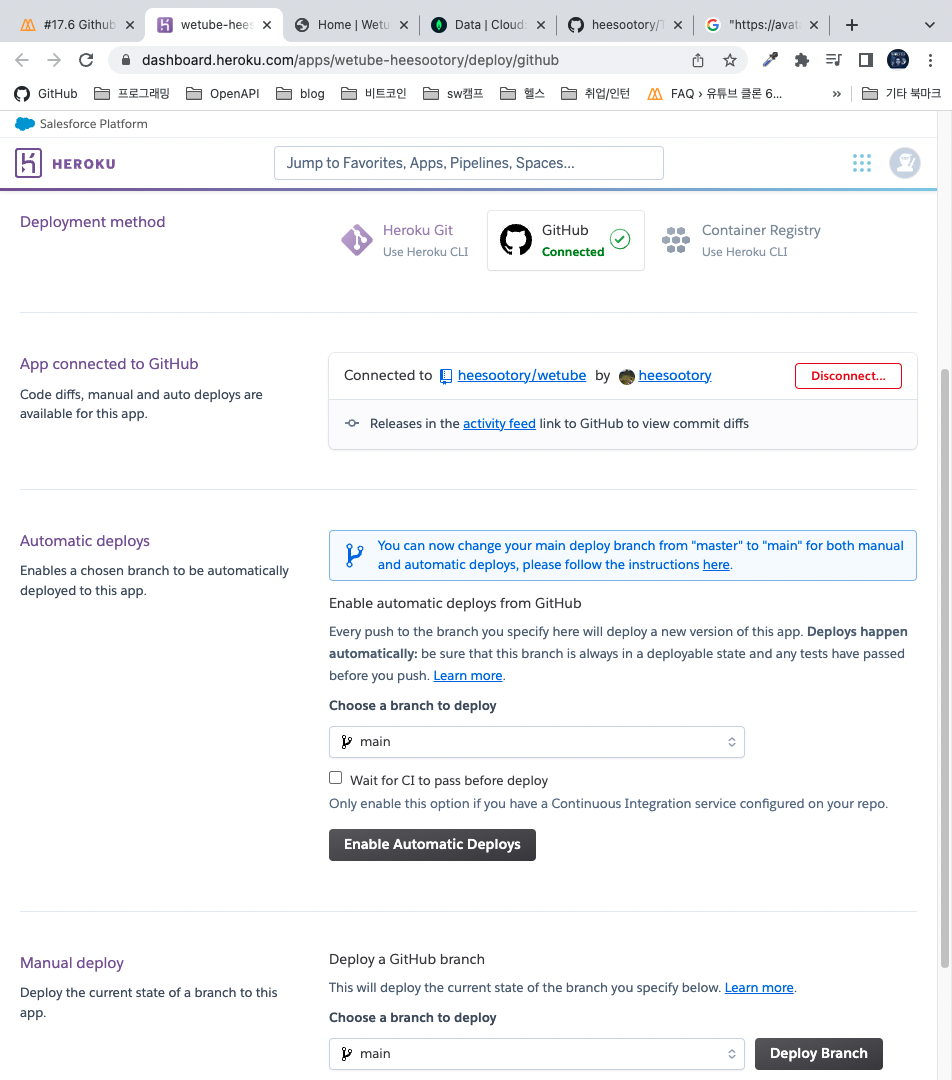 #17.6 Github
wetube-hees
Home | Wetu
Data | Cloud
heesootory/
"https://avata
dashboard.heroku.com/apps/wetube-heesootory/deploy/github
GitHub
프로그래밍
OpenAPI
blog
비트코인
sw캠프
헬스
취업/인턴
FAQ › 유튜브 클론 6...
»
기타 북마크
Salesforce Platform
HEROKU
Jump to Favorites, Apps, Pipelines, Spaces...
Deployment method
Heroku Git
Use Heroku CLI
GitHub
Connected
Container Registry
Use Heroku CLI
App connected to GitHub
Code diffs, manual and auto deploys are
available for this app.
Connected to heesootory/wetube by heesootory
Disconnect...
Releases in the activity feed link to GitHub to view commit diffs
Automatic deploys
Enables a chosen branch to be automatically
deployed to this app.
You can now change your main deploy branch from "master" to "main" for both manual
and automatic deploys, please follow the instructions here.
Enable automatic deploys from GitHub
Every push to the branch you specify here will deploy a new version of this app. Deploys happen
automatically: be sure that this branch is always in a deployable state and any tests have passed
before you push. Learn more.
Choose a branch to deploy
main
Wait for CI to pass before deploy
Only enable this option if you have a Continuous Integration service configured on your repo.
Enable Automatic Deploys
Manual deploy
Deploy the current state of a branch to this
app.
Deploy a GitHub branch
This will deploy the current state of the branch you specify below. Learn more.
Choose a branch to deploy
main
Deploy Branch